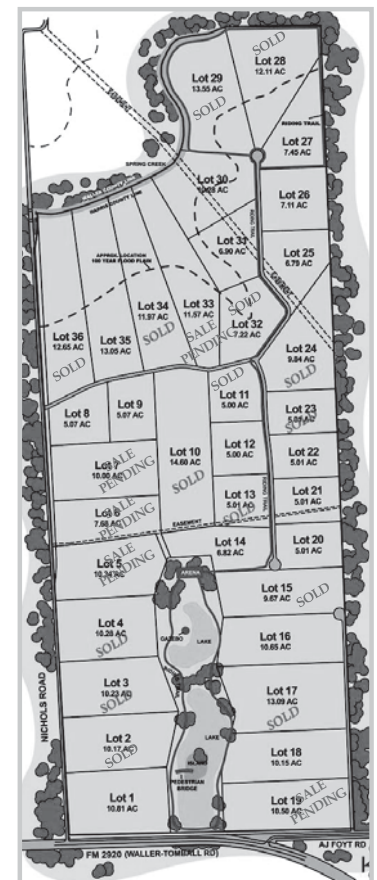 Lot 28
12.11 AC
SOLD
Lot 29
13.55 AC
SOLD
RIDING TRAIL
Lot 27
7.45 AC
SPRING CREEK
Lot 30
Lot 26
7.11 AC
Lot 31
6.90 AC
Lot 25
6.79 AC
APPROX. LOCATION
100 YEAR FLOOD PLAIN
Lot 36
12.65 AC
SOLD
Lot 35
13.05 AC
Lot 34
11.97 AC
SOLD
Lot 33
11.57 AC
SALE
PENDING
Lot 32
7.22 AC
SOLD
Lot 24
9.84 AC
SOLD
Lot 8
5.07 AC
Lot 9
5.07 AC
Lot 10
14.60 AC
SOLD
Lot 11
5.00 AC
SOLD
Lot 23
SOLD
Lot 12
5.00 AC
Lot 22
5.01 AC
Lot 7
10.00 AC
SALE
PENDING
Lot 13
5.01 AC
SOLD
RIDING TRAIL
Lot 21
5.01 AC
Lot 6
SALE
PENDING
EASEMENT
Lot 14
6.82 AC
Lot 20
5.01 AC
Lot 5
SALE
PENDING
ARENA
Lot 15
9.67 AC
SOLD
Lot 4
10.28 AC
SOLD
GAZEBO
LAKE
Lot 16
10.65 AC
Lot 3
10.23 AC
SOLD
Lot 17
13.09 AC
SOLD
NICHOLS ROAD
Lot 2
10.17 AC
SOLD
LAKE
ISLAND
Lot 18
10.15 AC
PEDESTRIAN
BRIDGE
Lot 1
10.81 AC
Lot 19
10.50 AC
SALE
PENDING
AJ FOYT RD
FM 2920 (WALLER-TOMBALL RD)